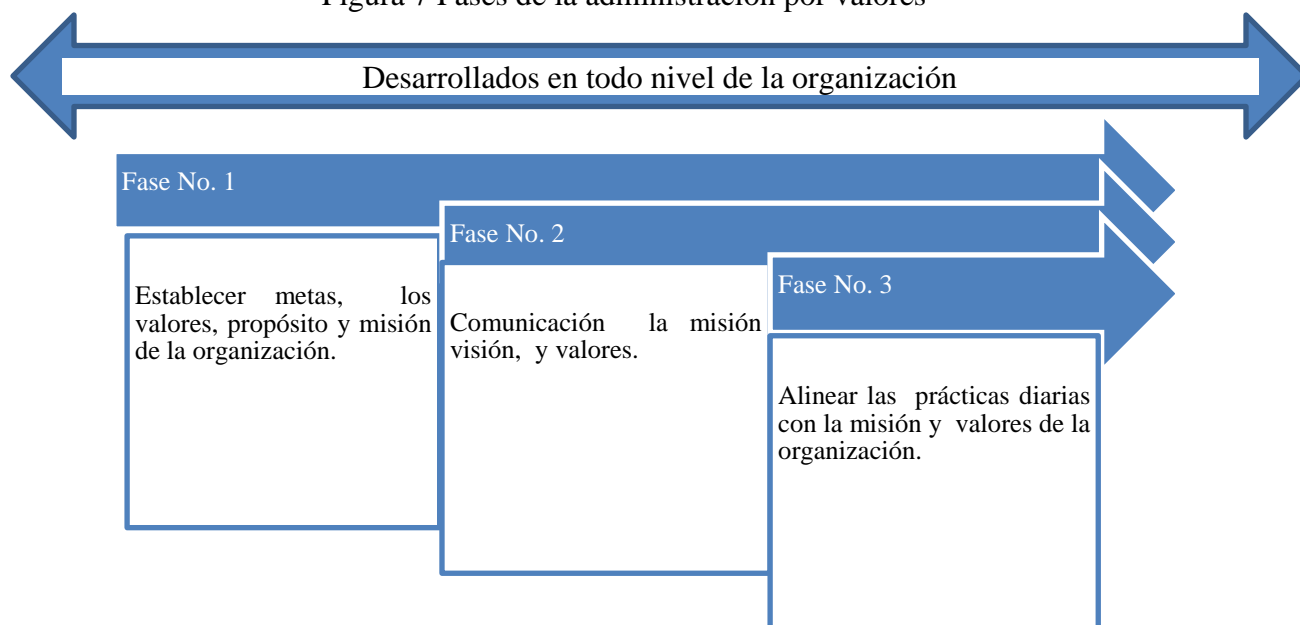 Figura 7 Fases de la administración por valores
Desarrollados en todo nivel de la organización
Fase No. 1
Establecer metas, los
valores, propósito y misión
de la organización.
Fase No. 2
Comunicación la misión
visión, y valores.
Fase No. 3
Alinear las prácticas diarias
con la misión y valores de la
organización.